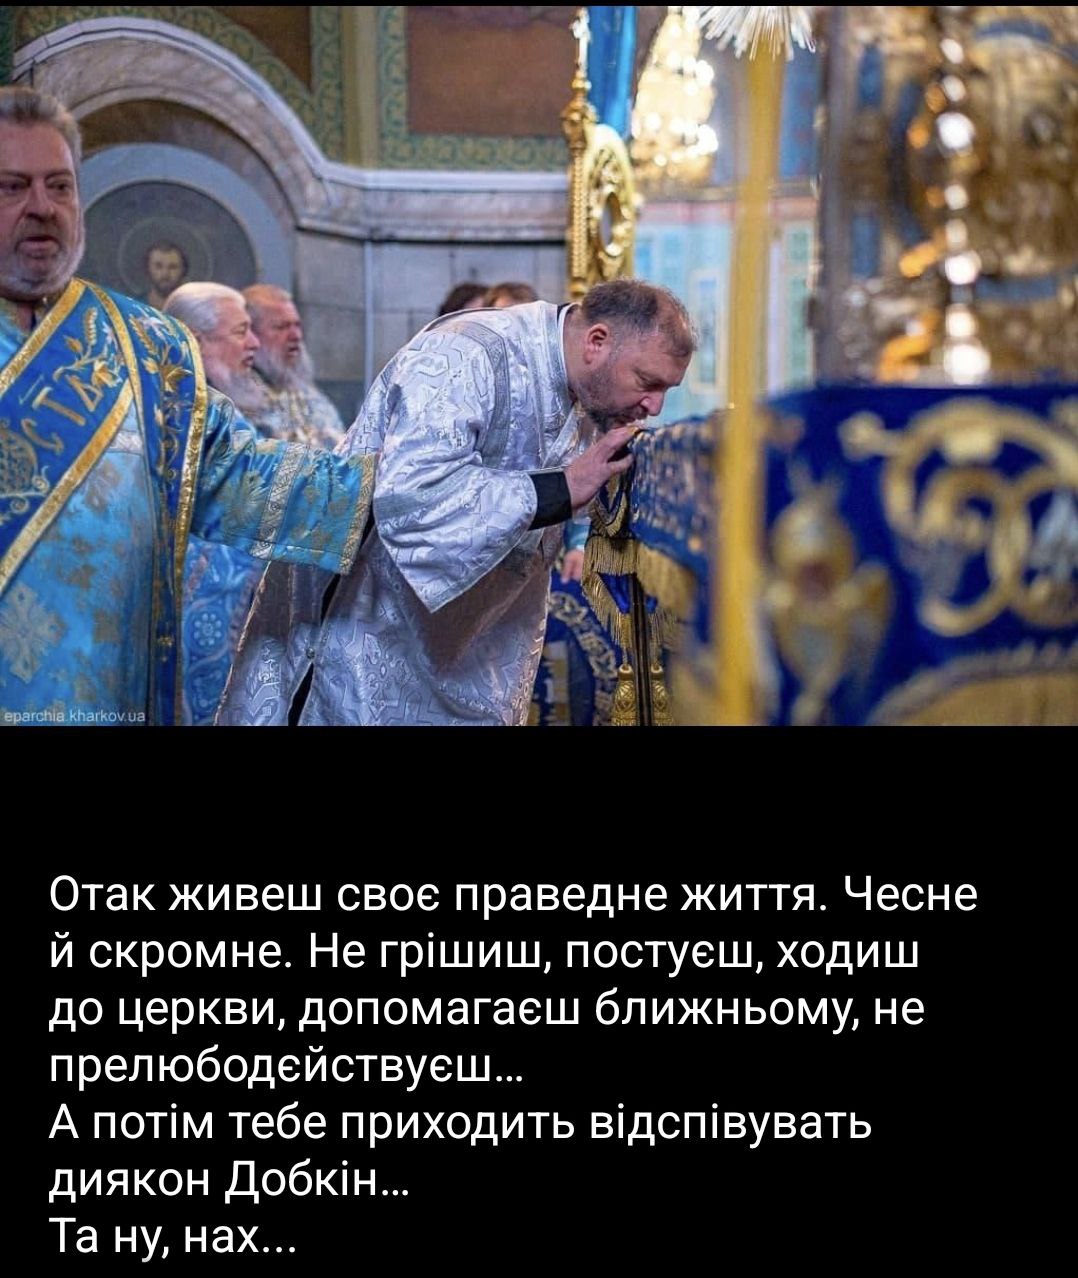 eparchia.kharkov.ua
Отак живеш своє праведне життя. Чесне
й скромне. Не грішиш, постуєш, ходиш
до церкви, допомагаєш ближньому, не
прелюбодєйствуєш...
А потім тебе приходить відспівувать
диякон Добкін...
Та ну, нах...